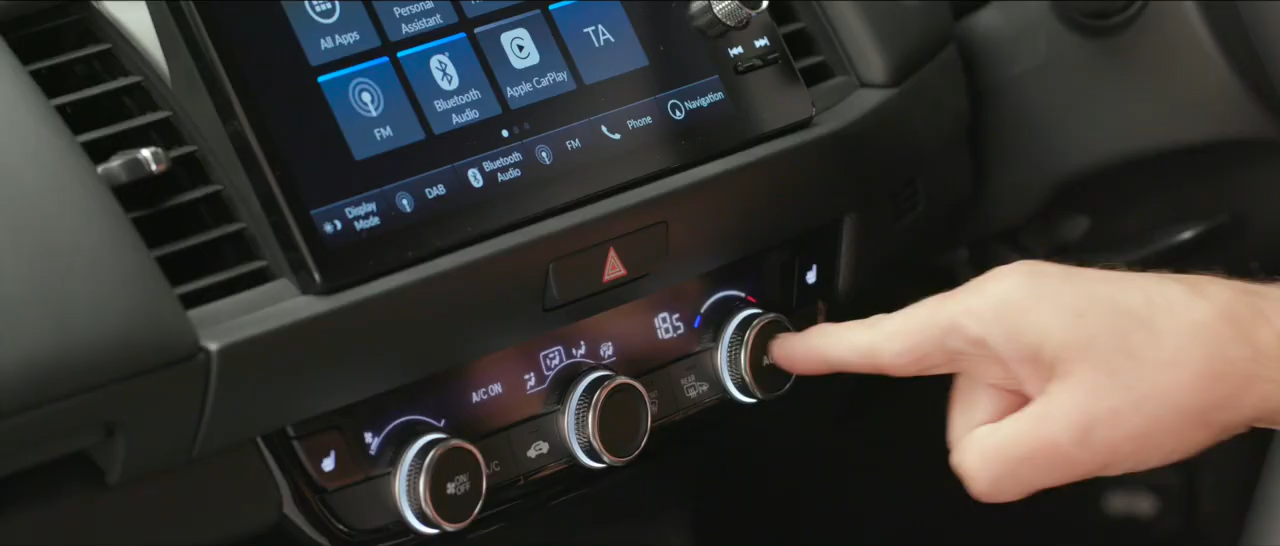 All Apps
Personal
Assistant
FM
Bluetooth
Audio
Apple CarPlay
TA
Display
Mode
DAB
Bluetooth
Audio
FM
Phone
Navigation
18.5
A/C ON
REAR
ON/
OFF